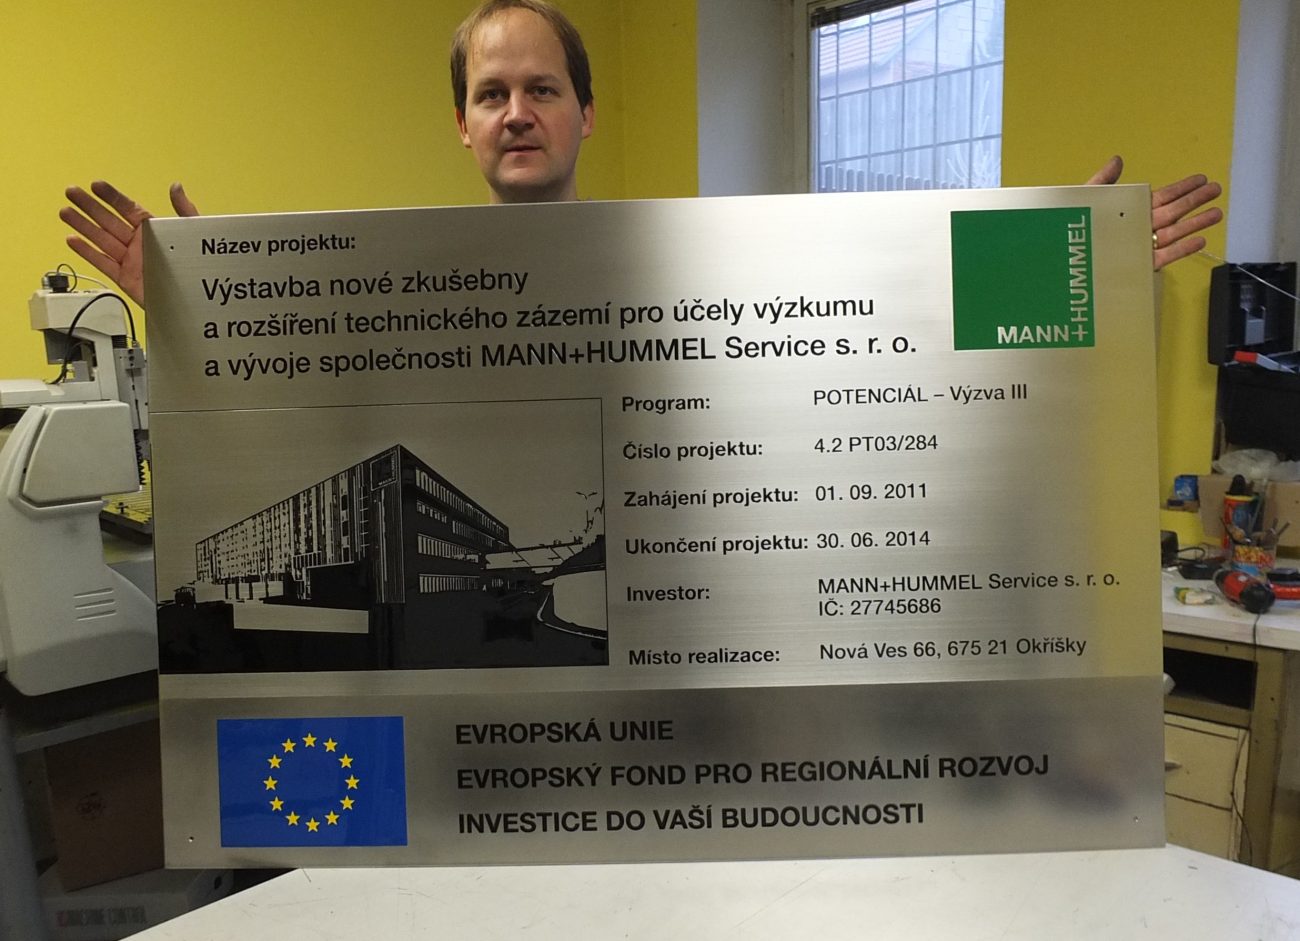 Název projektu:
Výstavba nové zkušebny
a rozšíření technického zázemí pro účely výzkumu
a vývoje společnosti MANN+HUMMEL Service s. r. o.
MANN+HUMMEL
Program: POTENCIÁL – Výzva III
Číslo projektu: 4.2 PT03/284
Zahájení projektu: 01. 09. 2011
Ukončení projektu: 30. 06. 2014
Investor: MANN+HUMMEL Service s. r. o.
IČ: 27745686
Místo realizace: Nová Ves 66, 675 21 Okříšky
EVROPSKÁ UNIE
EVROPSKÝ FOND PRO REGIONÁLNÍ ROZVOJ
INVESTICE DO VAŠÍ BUDOUCNOSTI